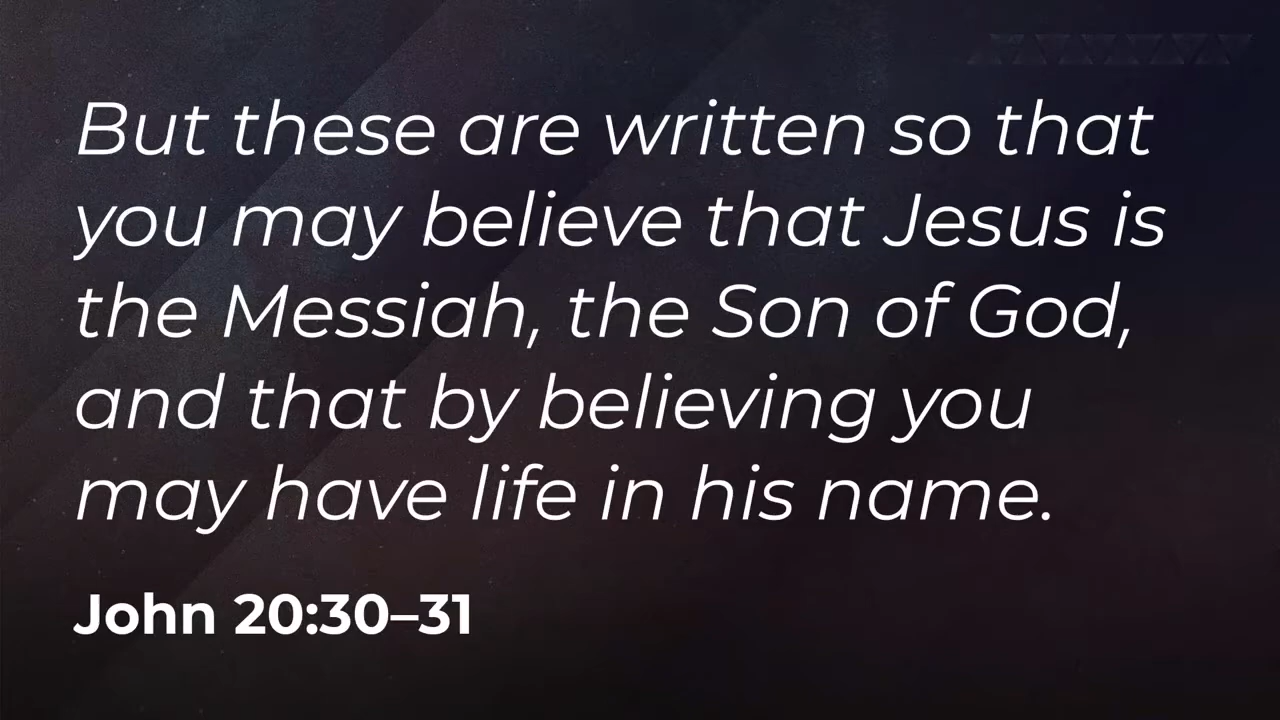 But these are written so that
you may believe that Jesus is
the Messiah, the Son of God,
and that by believing you
may have life in his name.
John 20:30–31